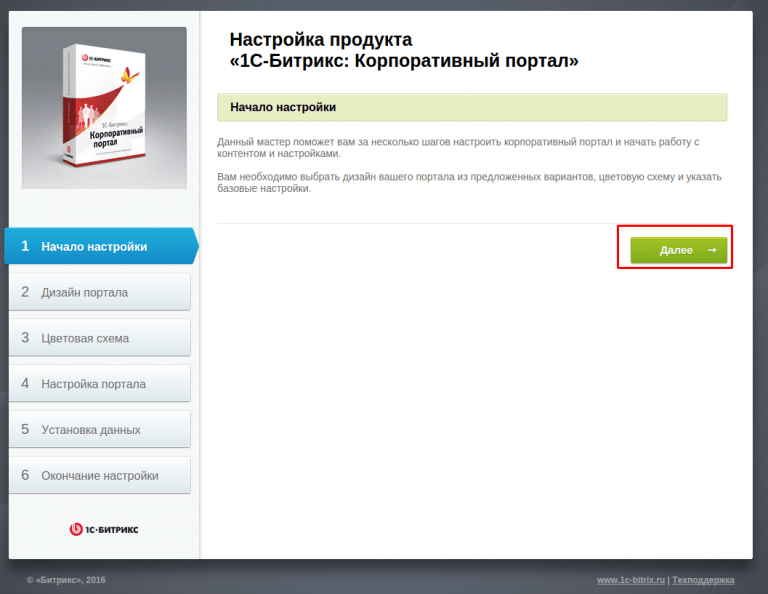 Настройка продукта
«1С-Битрикс: Корпоративный портал»
1С-БИТРИКС
1С-Битрикс:
Корпоративный
портал
Начало настройки
Данный мастер поможет вам за несколько шагов настроить корпоративный портал и начать работу с
контентом и настройками.
Вам необходимо выбрать дизайн вашего портала из предложенных вариантов, цветовую схему и указать
базовые настройки.
Далее →
1 Начало настройки
2 Дизайн портала
3 Цветовая схема
4 Настройка портала
5 Установка данных
6 Окончание настройки
1С·БИТРИКС
© «Битрикс», 2016
www.1c-bitrix.ru | Техподдержка